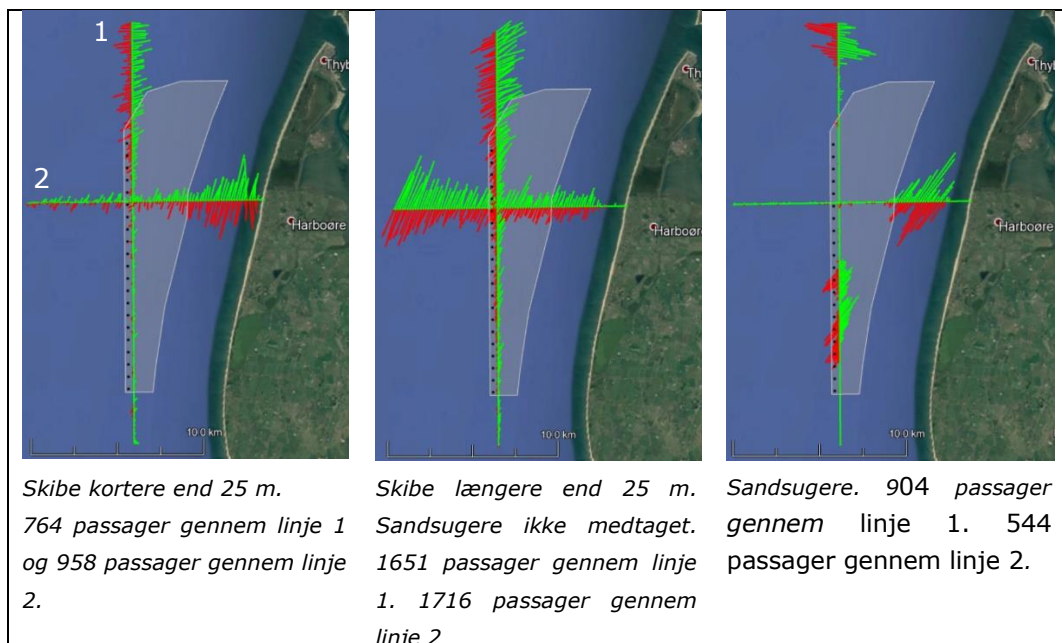 1
2
Thyb
Harboøre
10.0 km
Thyb
Harboøre
10.0 km
Thyb
Harboøre
10.0 km
Skibe kortere end 25 m.
764 passager gennem linje 1
og 958 passager gennem linje
2.
Skibe længere end 25 m.
Sandsugere ikke medtaget.
1651 passager gennem linje
1. 1716 passager gennem
linje 2
Sandsugere. 904 passager
gennem linje 1. 544
passager gennem linje 2.